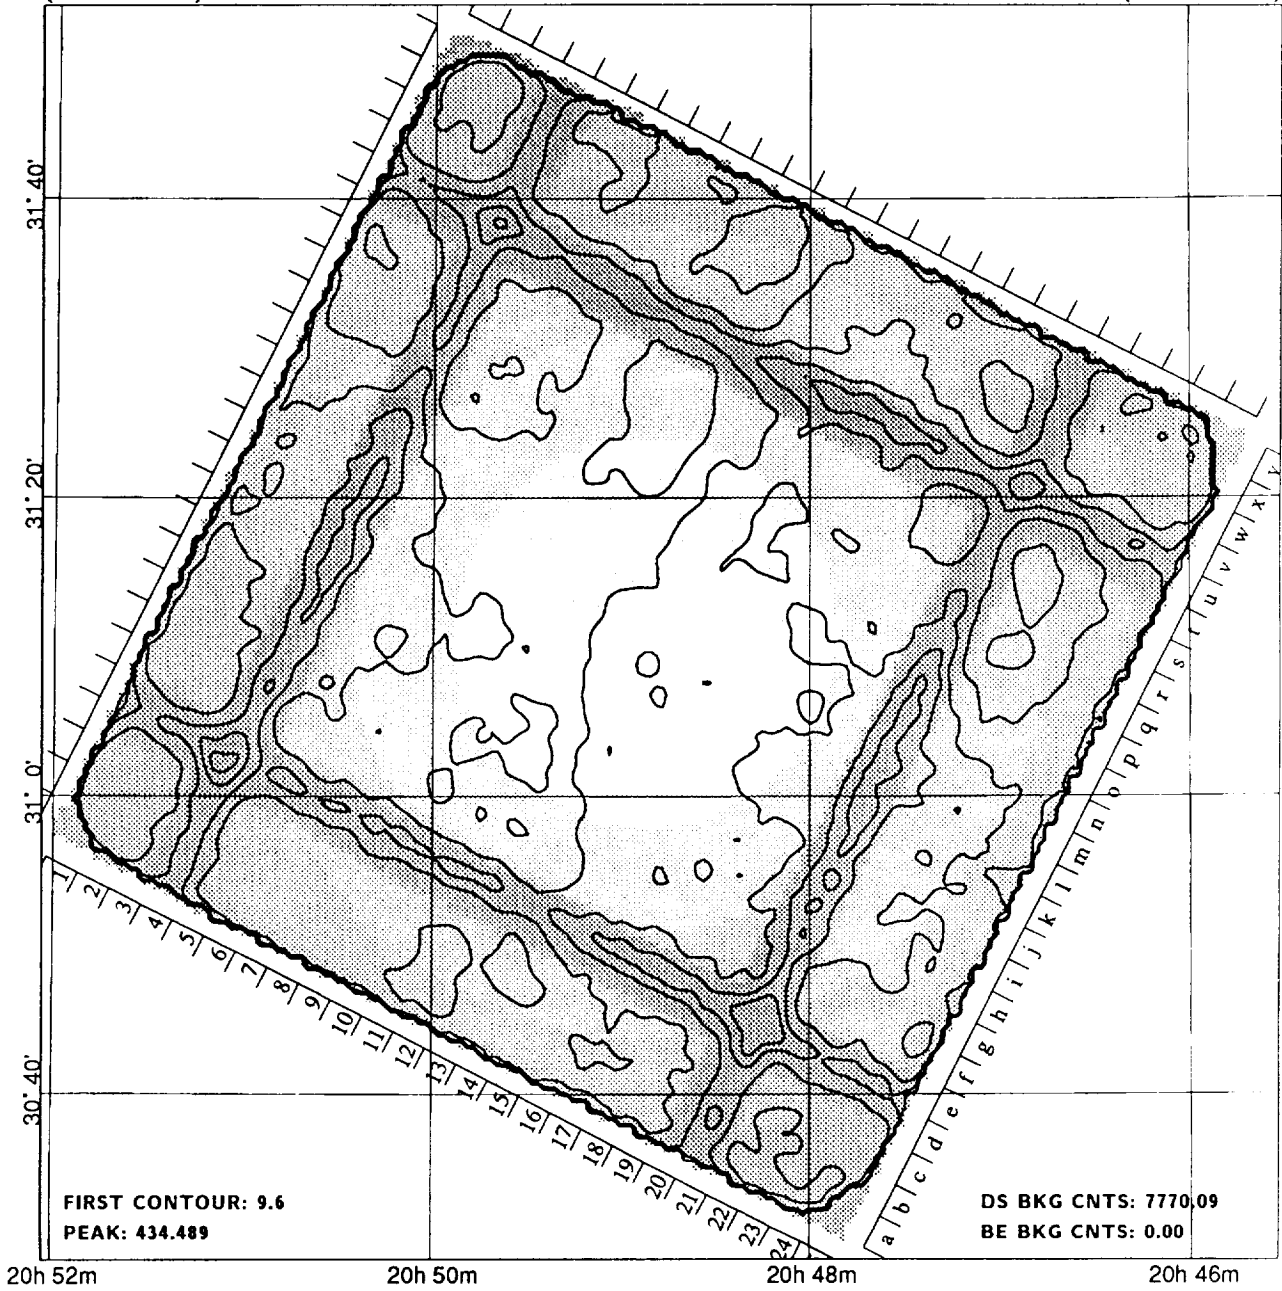 31° 40'
31° 20'
31° 0'
30° 40'
1 2 3 4 5 6 7 8 9 10 11 12 13 14 15 16 17 18 19 20 21 22 23 24
a b c d e f g h i j k l m n o p q r s t u v w x y
FIRST CONTOUR: 9.6
PEAK: 434.489
DS BKG CNTS: 7770.09
BE BKG CNTS: 0.00
20h 52m
20h 50m
20h 48m
20h 46m